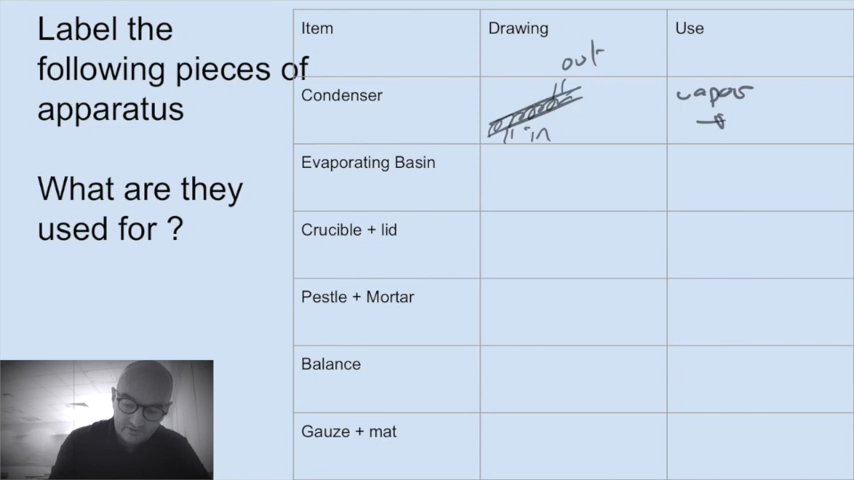 Label the
following pieces of
apparatus
What are they
used for ?
Item
Drawing
Use
Condenser
out
in
vapor
Evaporating Basin
Crucible + lid
Pestle + Mortar
Balance
Gauze + mat